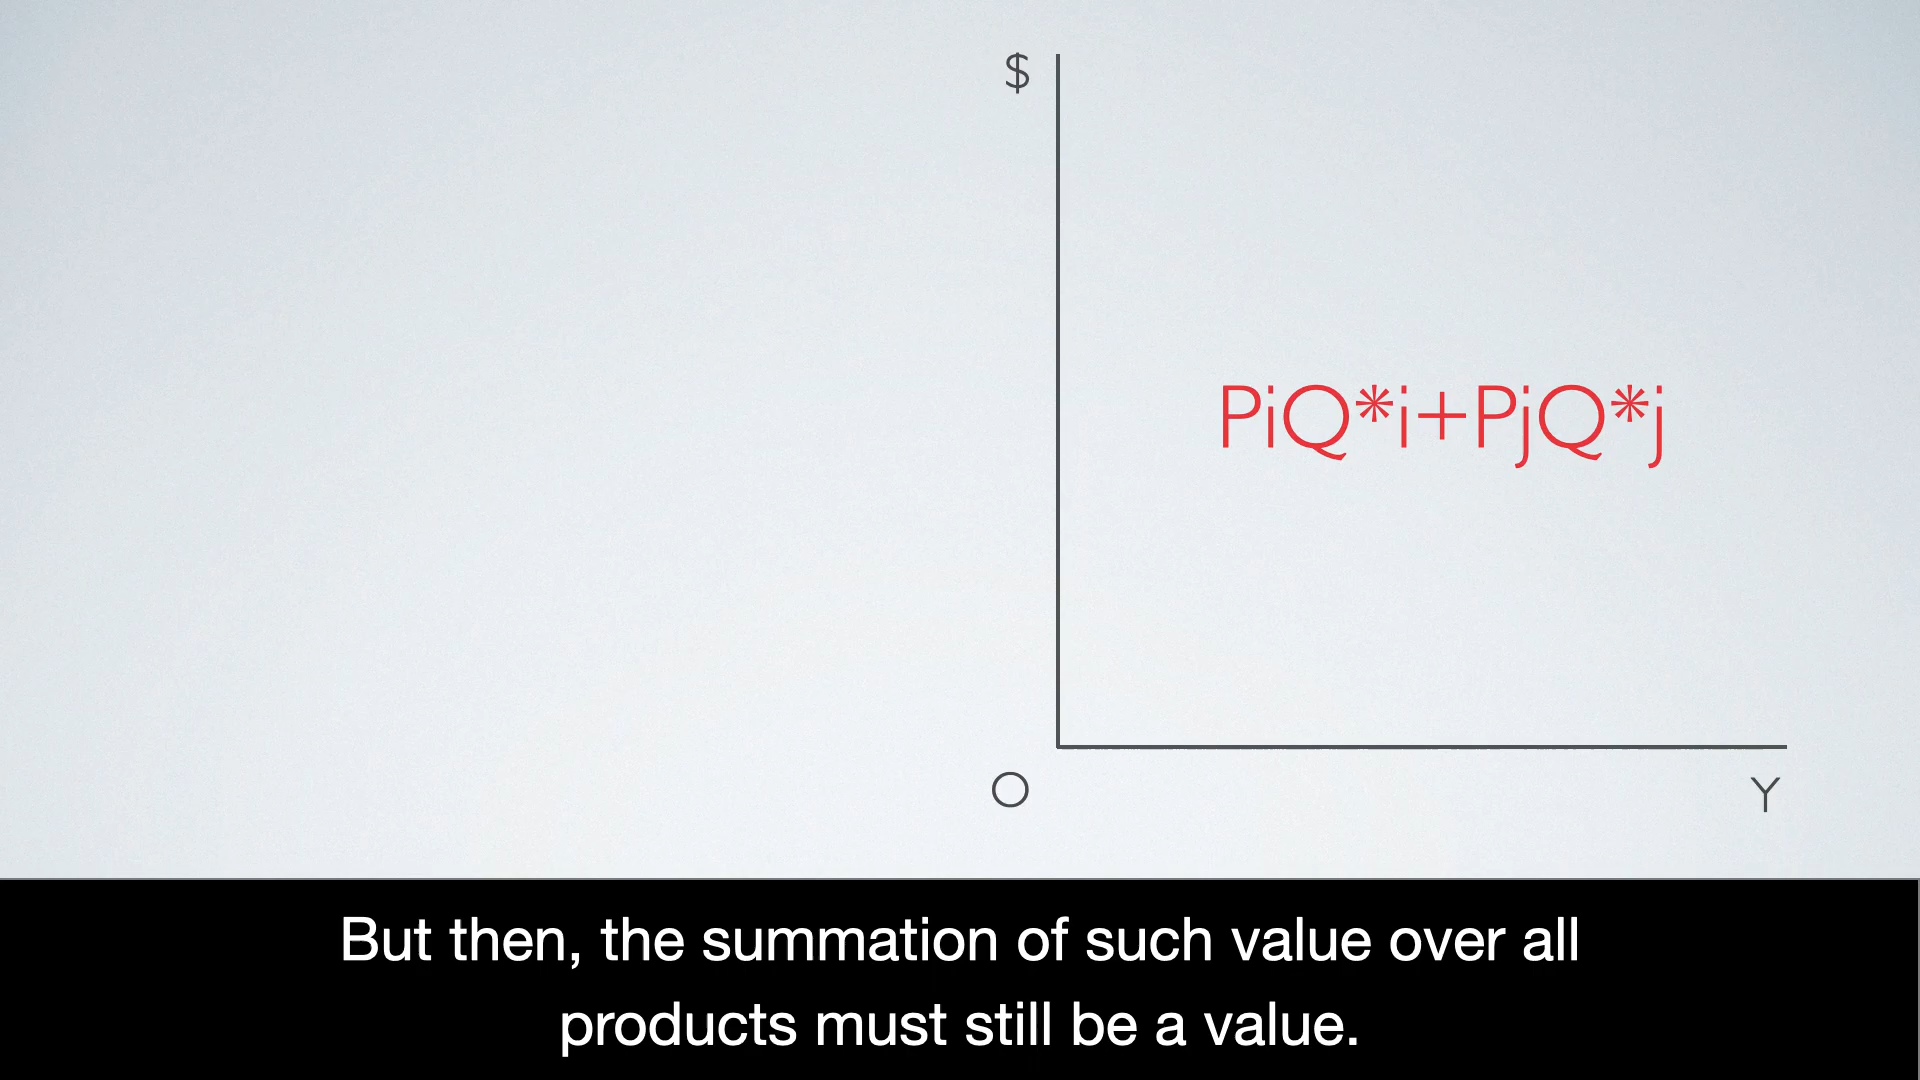 $
PiQ*i+PjQ*j
O
Y
But then, the summation of such value over all
products must still be a value.